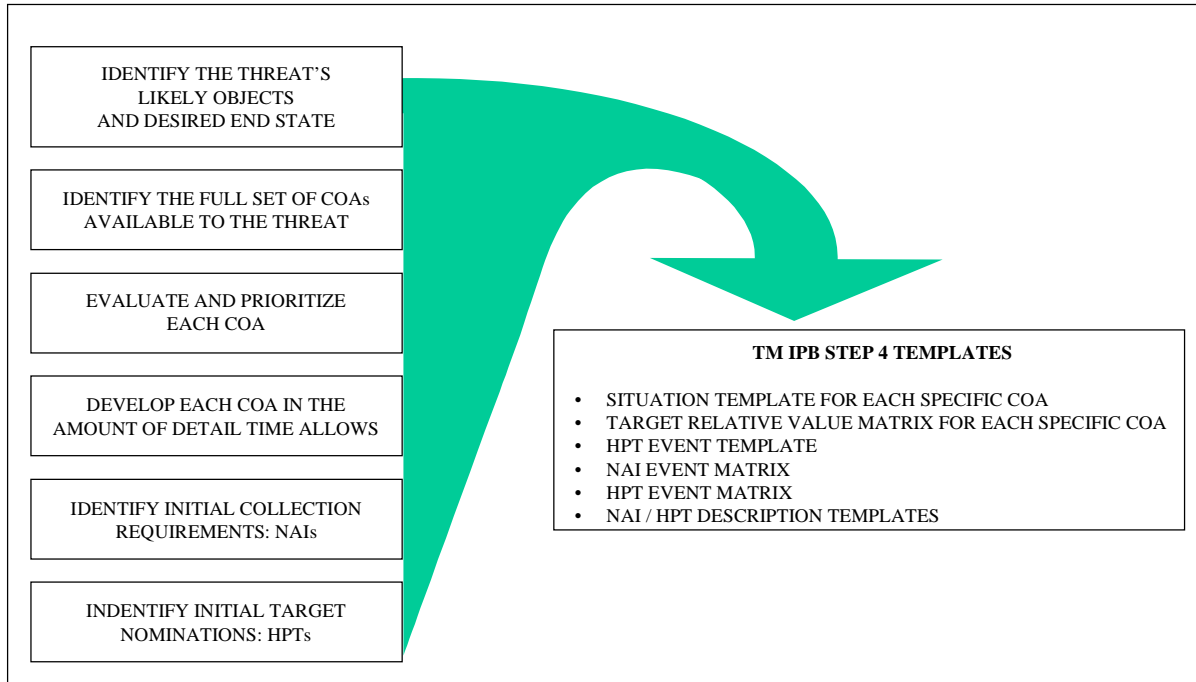 IDENTIFY THE THREAT'S
LIKELY OBJECTS
AND DESIRED END STATE
IDENTIFY THE FULL SET OF COAs
AVAILABLE TO THE THREAT
EVALUATE AND PRIORITIZE
EACH COA
DEVELOP EACH COA IN THE
AMOUNT OF DETAIL TIME ALLOWS
IDENTIFY INITIAL COLLECTION
REQUIREMENTS: NAIs
INDENTIFY INITIAL TARGET
NOMINATIONS: HPTs
TM IPB STEP 4 TEMPLATES
• SITUATION TEMPLATE FOR EACH SPECIFIC COA
• TARGET RELATIVE VALUE MATRIX FOR EACH SPECIFIC COA
• HPT EVENT TEMPLATE
• NAI EVENT MATRIX
• HPT EVENT MATRIX
• NAI / HPT DESCRIPTION TEMPLATES